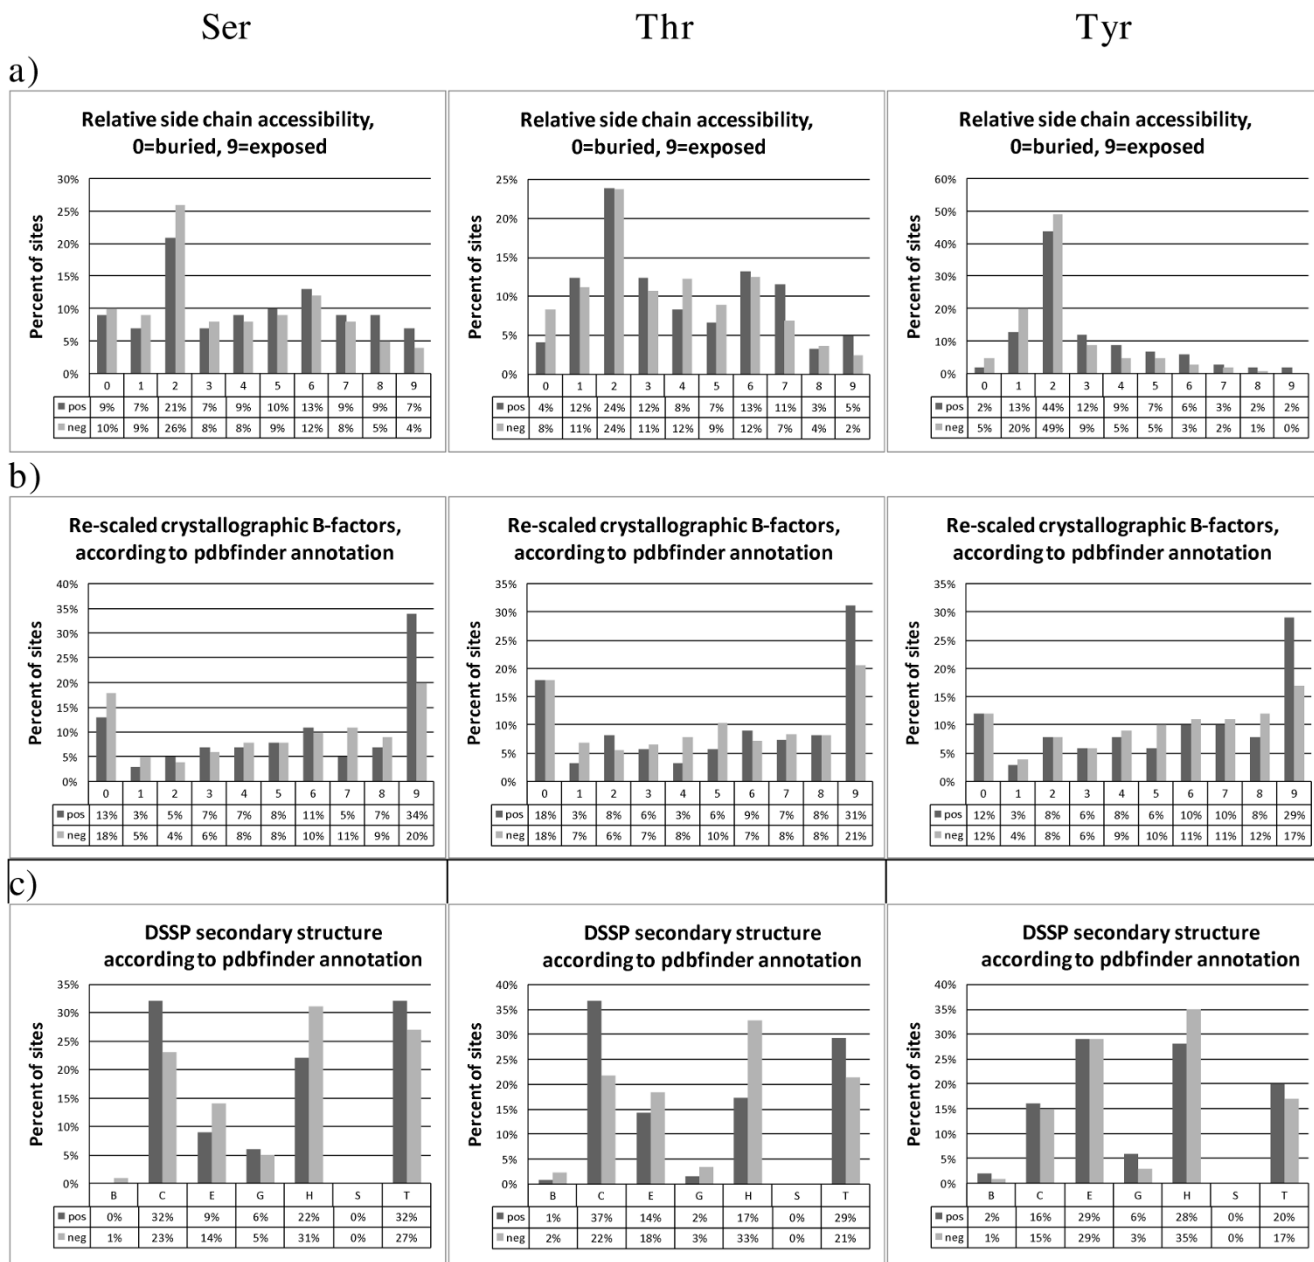 Ser Thr Tyr
a)
Relative side chain accessibility,
0=buried, 9=exposed
Percent of sites
30%
25%
20%
15%
10%
5%
0%
0 1 2 3 4 5 6 7 8 9
pos 9% 7% 21% 7% 9% 10% 13% 9% 9% 7%
neg 10% 9% 26% 8% 8% 9% 12% 8% 5% 4%
Relative side chain accessibility,
0=buried, 9=exposed
Percent of sites
25%
20%
15%
10%
5%
0%
0 1 2 3 4 5 6 7 8 9
pos 4% 12% 24% 12% 8% 7% 13% 11% 3% 5%
neg 8% 11% 24% 11% 12% 9% 12% 7% 4% 2%
Relative side chain accessibility,
0=buried, 9=exposed
Percent of sites
60%
50%
40%
30%
20%
10%
0%
0 1 2 3 4 5 6 7 8 9
pos 2% 13% 44% 12% 9% 7% 6% 3% 2% 2%
neg 5% 20% 49% 9% 5% 5% 3% 2% 1% 0%
b)
Re-scaled crystallographic B-factors,
according to pdbfinder annotation
Percent of sites
40%
35%
30%
25%
20%
15%
10%
5%
0%
0 1 2 3 4 5 6 7 8 9
pos 13% 3% 5% 7% 7% 8% 11% 5% 7% 34%
neg 18% 5% 4% 6% 8% 8% 10% 11% 9% 20%
Re-scaled crystallographic B-factors,
according to pdbfinder annotation
Percent of sites
35%
30%
25%
20%
15%
10%
5%
0%
0 1 2 3 4 5 6 7 8 9
pos 18% 3% 8% 6% 3% 6% 9% 7% 8% 31%
neg 18% 7% 6% 7% 8% 10% 7% 8% 8% 21%
Re-scaled crystallographic B-factors,
according to pdbfinder annotation
Percent of sites
35%
30%
25%
20%
15%
10%
5%
0%
0 1 2 3 4 5 6 7 8 9
pos 12% 3% 8% 6% 8% 6% 10% 10% 8% 29%
neg 12% 4% 8% 6% 9% 10% 11% 11% 12% 17%
c)
DSSP secondary structure
according to pdbfinder annotation
Percent of sites
35%
30%
25%
20%
15%
10%
5%
0%
B C E G H S T
pos 0% 32% 9% 6% 22% 0% 32%
neg 1% 23% 14% 5% 31% 0% 27%
DSSP secondary structure
according to pdbfinder annotation
Percent of sites
40%
35%
30%
25%
20%
15%
10%
5%
0%
B C E G H S T
pos 1% 37% 14% 2% 17% 0% 29%
neg 2% 22% 18% 3% 33% 0% 21%
DSSP secondary structure
according to pdbfinder annotation
Percent of sites
40%
35%
30%
25%
20%
15%
10%
5%
0%
B C E G H S T
pos 2% 16% 29% 6% 28% 0% 20%
neg 1% 15% 29% 3% 35% 0% 17%